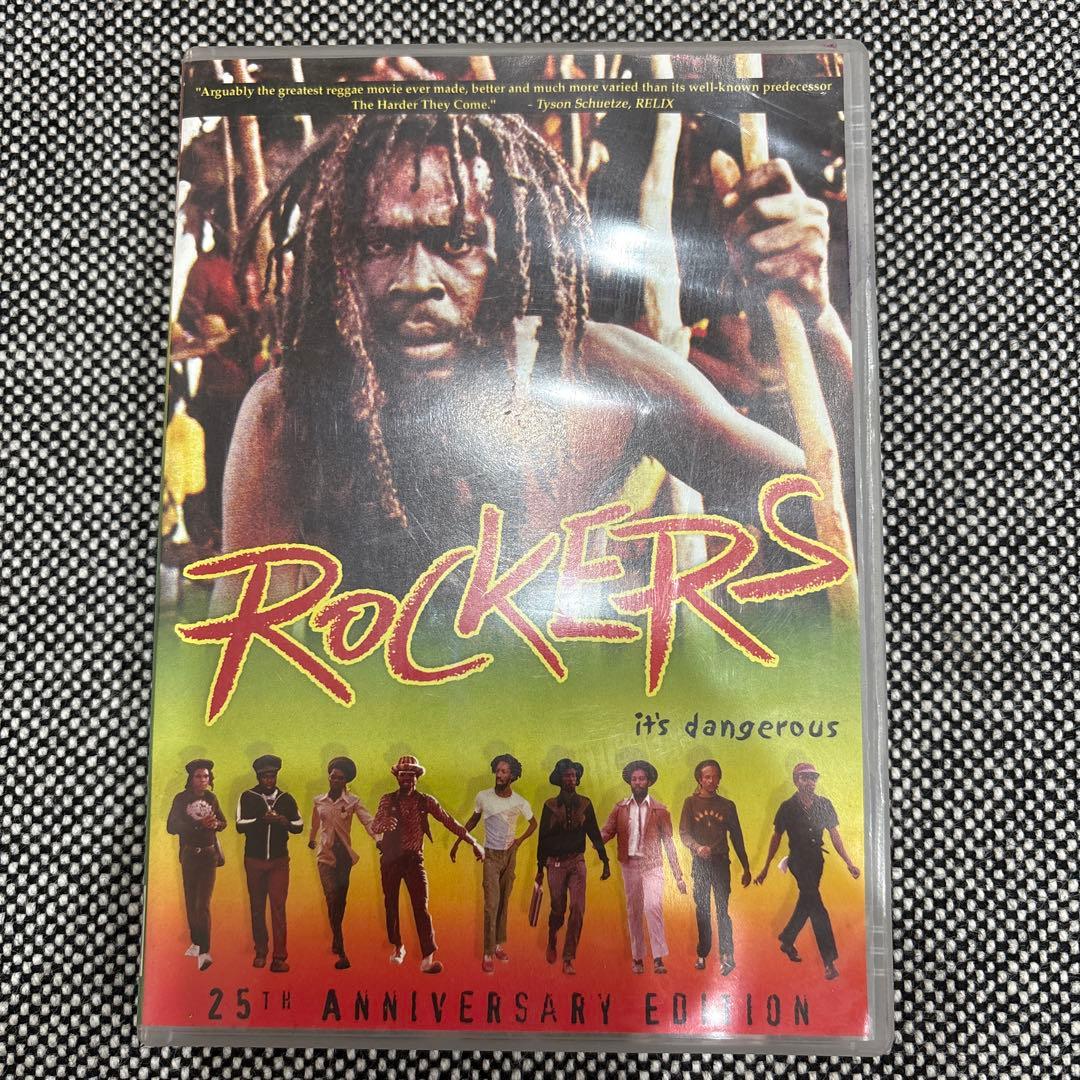 "Arguably the greatest reggae movie ever made, better and much more varied than its well-known predecessor
The Harder They Come." - Tyson Schuetze, RELIX
ROCKERS
it's dangerous
25TH ANNIVERSARY EDITION